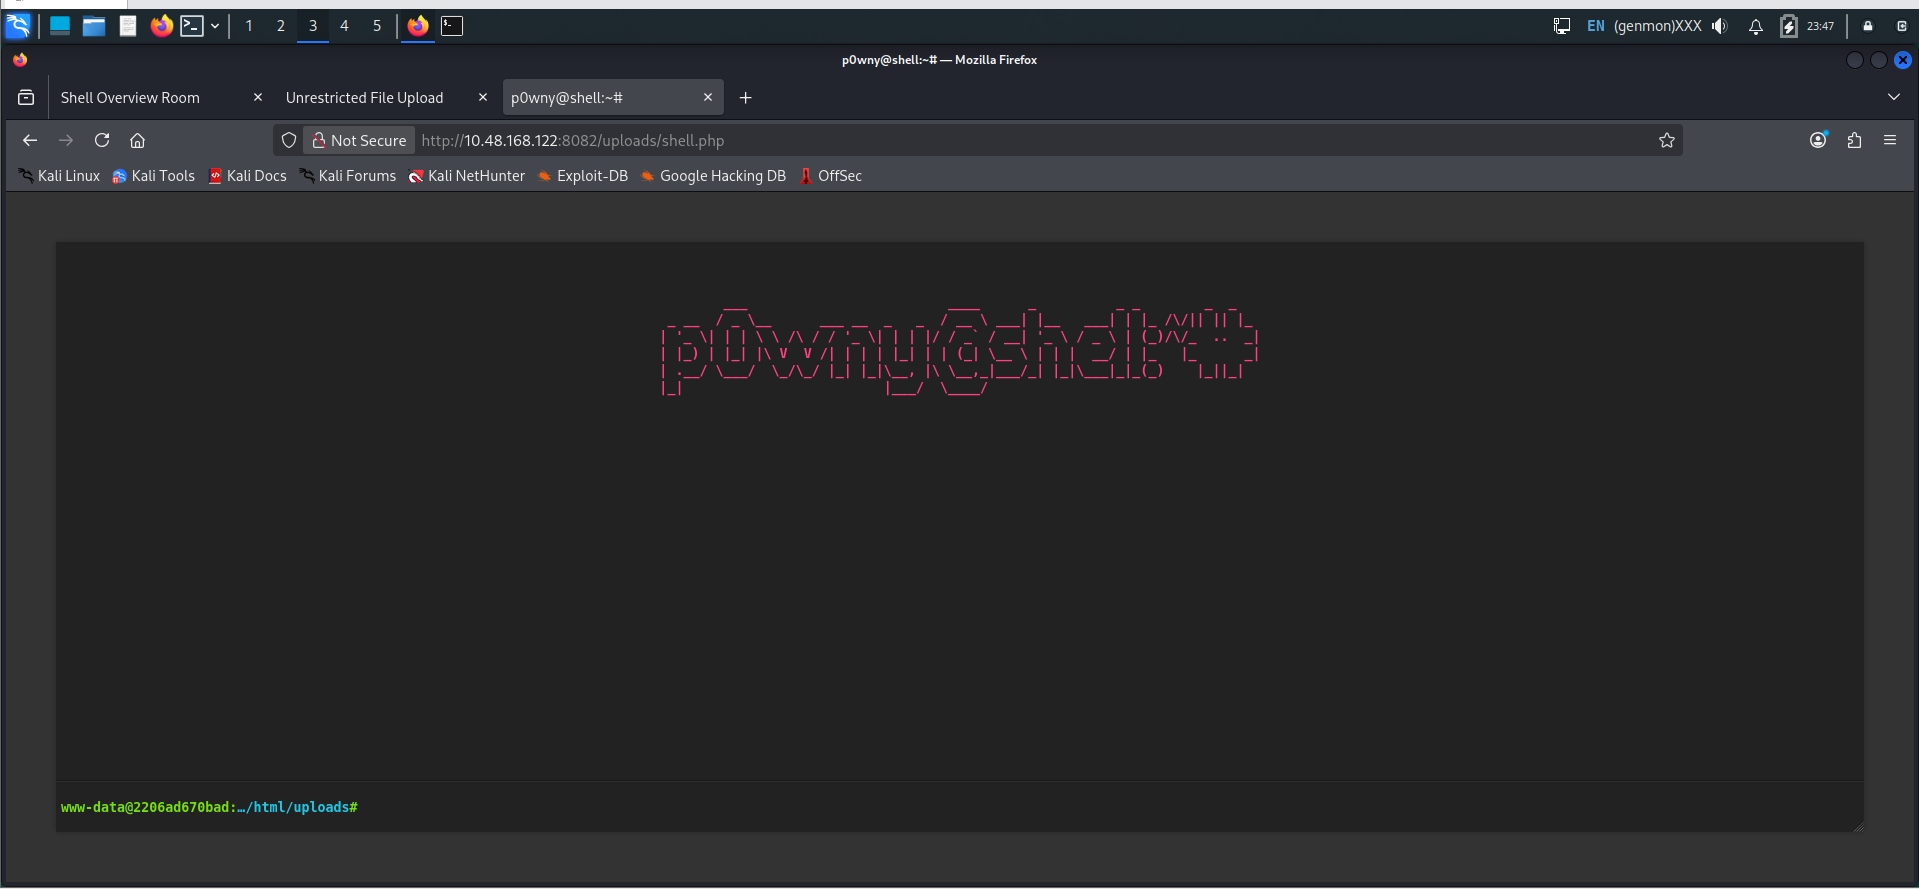 1 2 3 4 5 EN (genmon)XXX 23:47
p0wny@shell:~# — Mozilla Firefox
Shell Overview Room Unrestricted File Upload p0wny@shell:~#
Not Secure http://10.48.168.122:8082/uploads/shell.php
Kali Linux Kali Tools Kali Docs Kali Forums Kali NetHunter Exploit-DB Google Hacking DB OffSec
p0wny@shell:~#
www-data@2206ad670bad:…/html/uploads#